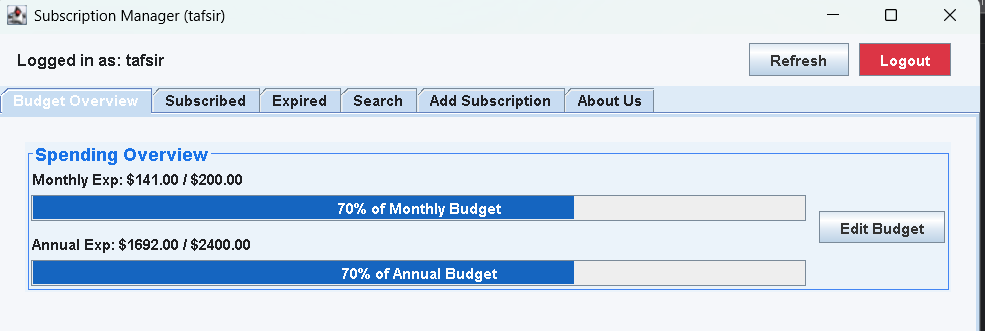 Subscription Manager (tafsir)
Logged in as: tafsir
Refresh
Logout
Budget Overview
Subscribed
Expired
Search
Add Subscription
About Us
Spending Overview
Monthly Exp: $141.00 / $200.00
70% of Monthly Budget
Edit Budget
Annual Exp: $1692.00 / $2400.00
70% of Annual Budget